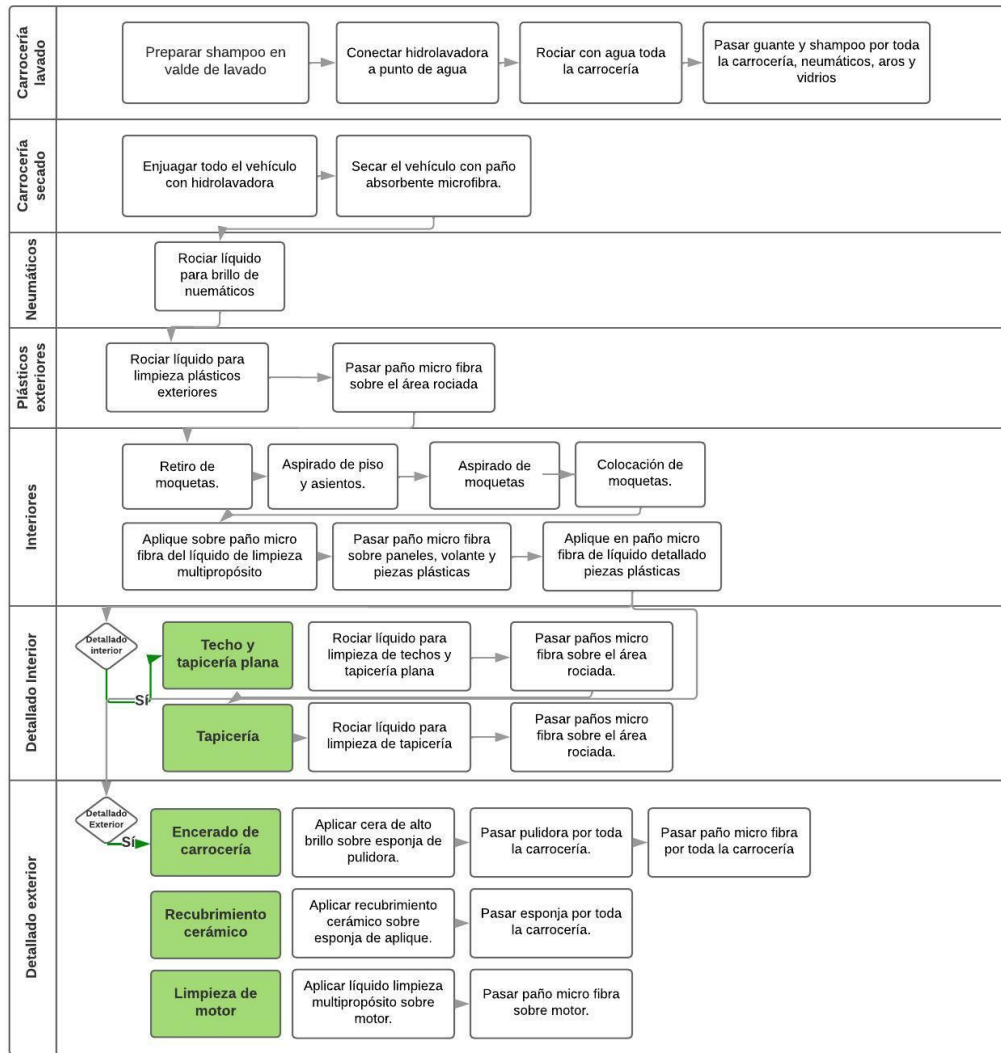 Carrocería
lavado
Preparar shampoo en
valde de lavado
Conectar hidrolavadora
a punto de agua
Rociar con agua toda
la carrocería
Pasar guante y shampoo por toda
la carrocería, neumáticos, aros y
vidrios
Carrocería
secado
Enjuagar todo el vehículo
con hidrolavadora
Secar el vehículo con paño
absorbente microfibra.
Neumáticos
Rociar líquido
para brillo de
nuemáticos
Plásticos
exteriores
Rociar líquido para
limpieza plásticos
exteriores
Pasar paño micro fibra
sobre el área rociada
Interiores
Retiro de
moquetas.
Aspirado de piso
y asientos.
Aspirado de
moquetas
Colocación de
moquetas.
Aplique sobre paño micro
fibra del líquido de limpieza
multipropósito
Pasar paño micro fibra
sobre paneles, volante y
piezas plásticas
Aplique en paño micro
fibra de líquido detallado
piezas plásticas
Detallado Interior
Detallado
interior
Sí
Techo y
tapicería plana
Rociar líquido para
limpieza de techos y
tapicería plana
Pasar paños micro
fibra sobre el área
rociada.
Tapicería
Rociar líquido para
limpieza de tapicería
Pasar paños micro
fibra sobre el área
rociada.
Detallado exterior
Detallado
Exterior
Sí
Encerado de
carrocería
Aplicar cera de alto
brillo sobre esponja de
pulidora.
Pasar pulidora por toda
la carrocería.
Pasar paño micro fibra
por toda la carrocería
Recubrimiento
cerámico
Aplicar recubrimiento
cerámico sobre
esponja de aplique.
Pasar esponja por toda
la carrocería.
Limpieza de
motor
Aplicar líquido limpieza
multipropósito sobre
motor.
Pasar paño micro fibra
sobre motor.